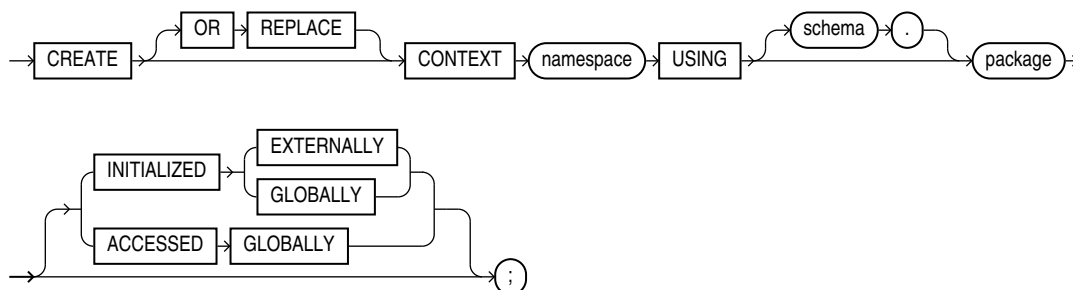 OR REPLACE schema .
CREATE CONTEXT namespace USING package
EXTERNALLY
INITIALIZED
GLOBALLY
ACCESSED GLOBALLY
;